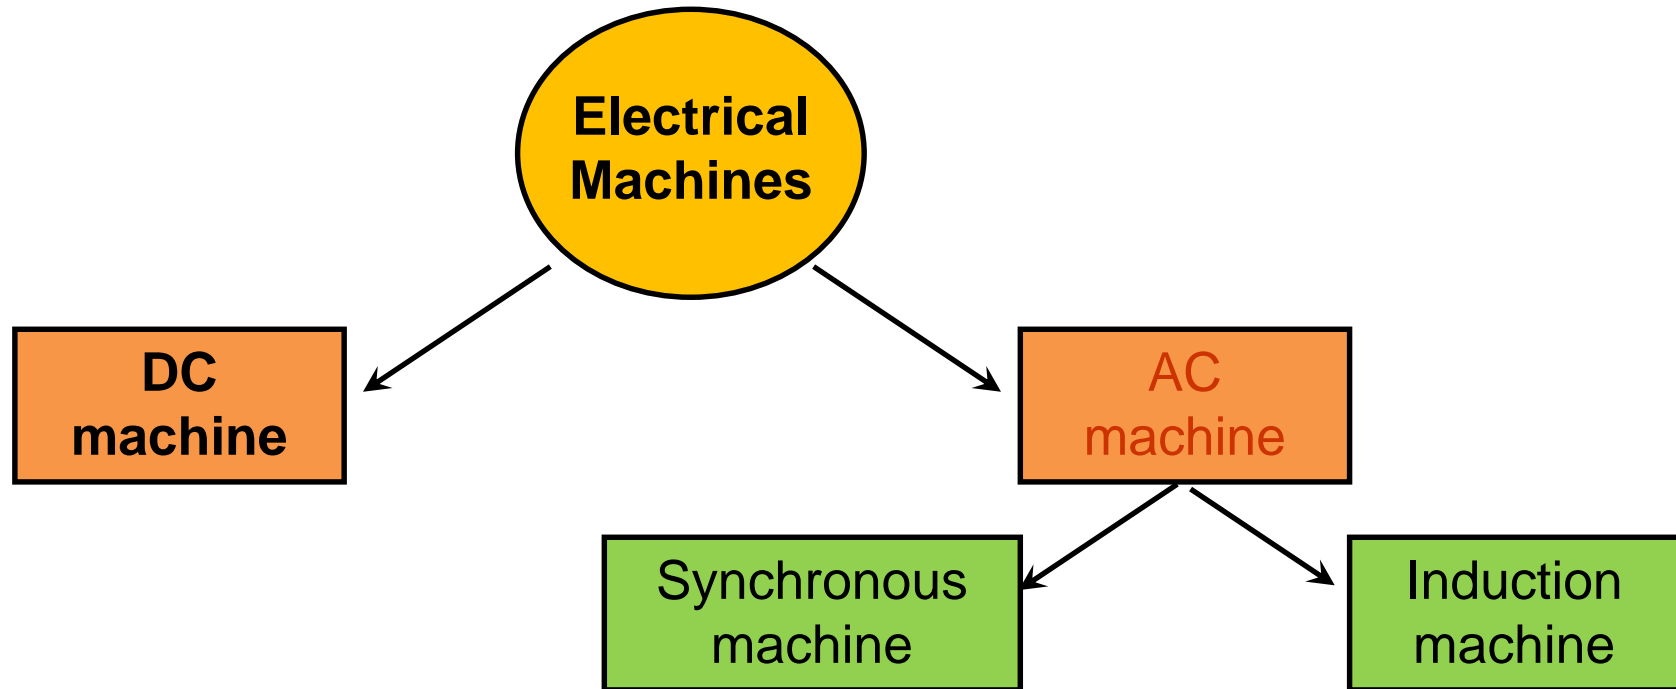 Electrical
Machines
DC
machine
AC
machine
Synchronous
machine
Induction
machine